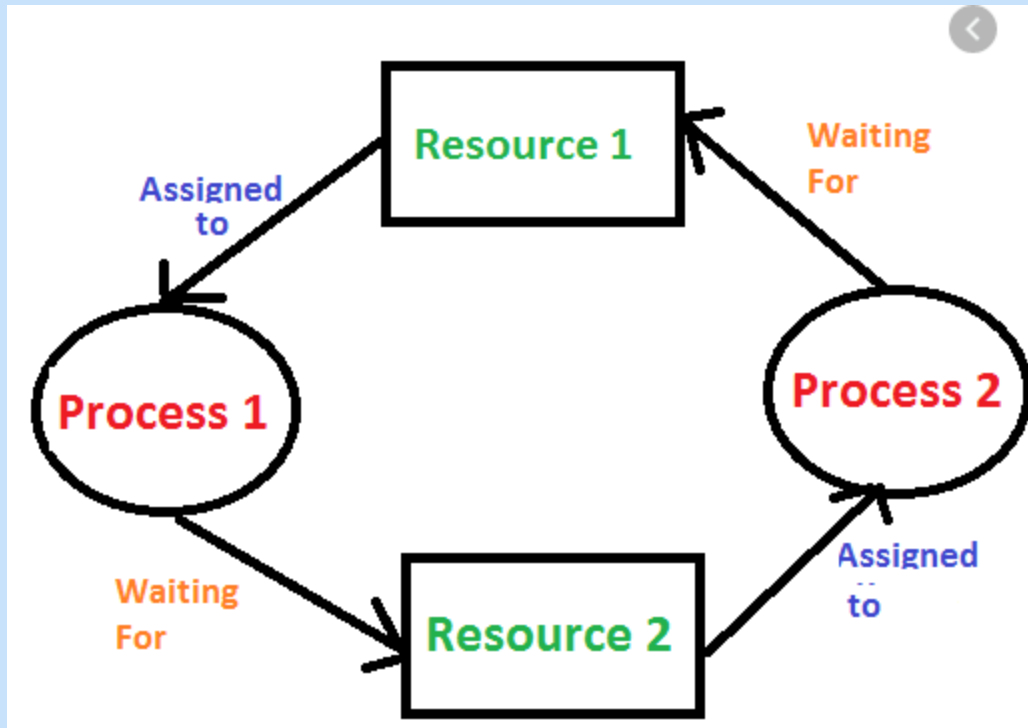 Resource 1
Waiting
For
Assigned
to
Process 1
Process 2
Waiting
For
Resource 2
Assigned
to